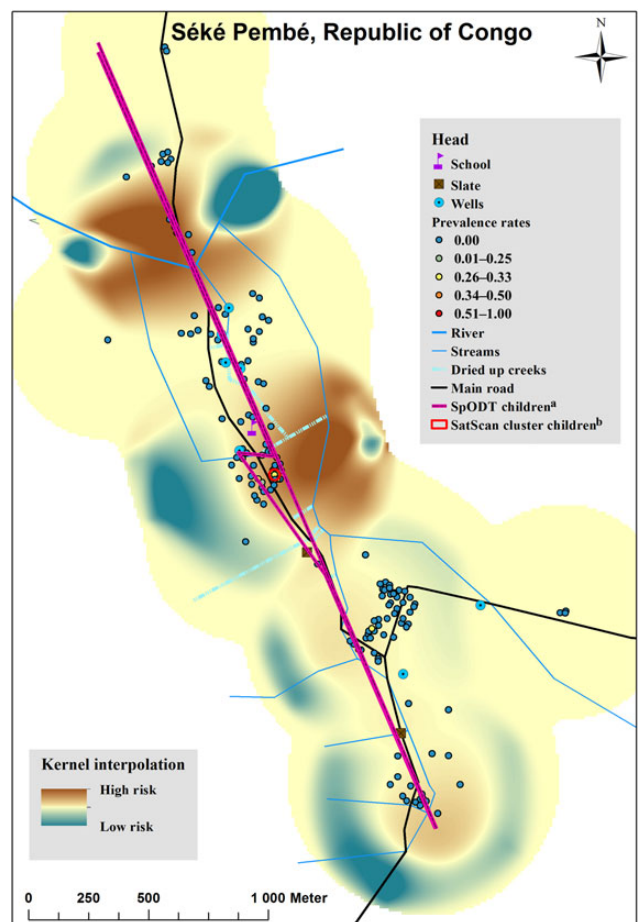 Séké Pembé, Republic of Congo
N
Head
School
Slate
Wells
Prevalence rates
0.00
0.01–0.25
0.26–0.33
0.34–0.50
0.51–1.00
River
Streams
Dried up creeks
Main road
SpODT childrenᵃ
SatScan cluster childrenᵇ
Kernel interpolation
High risk
Low risk
0 250 500 1 000 Meter